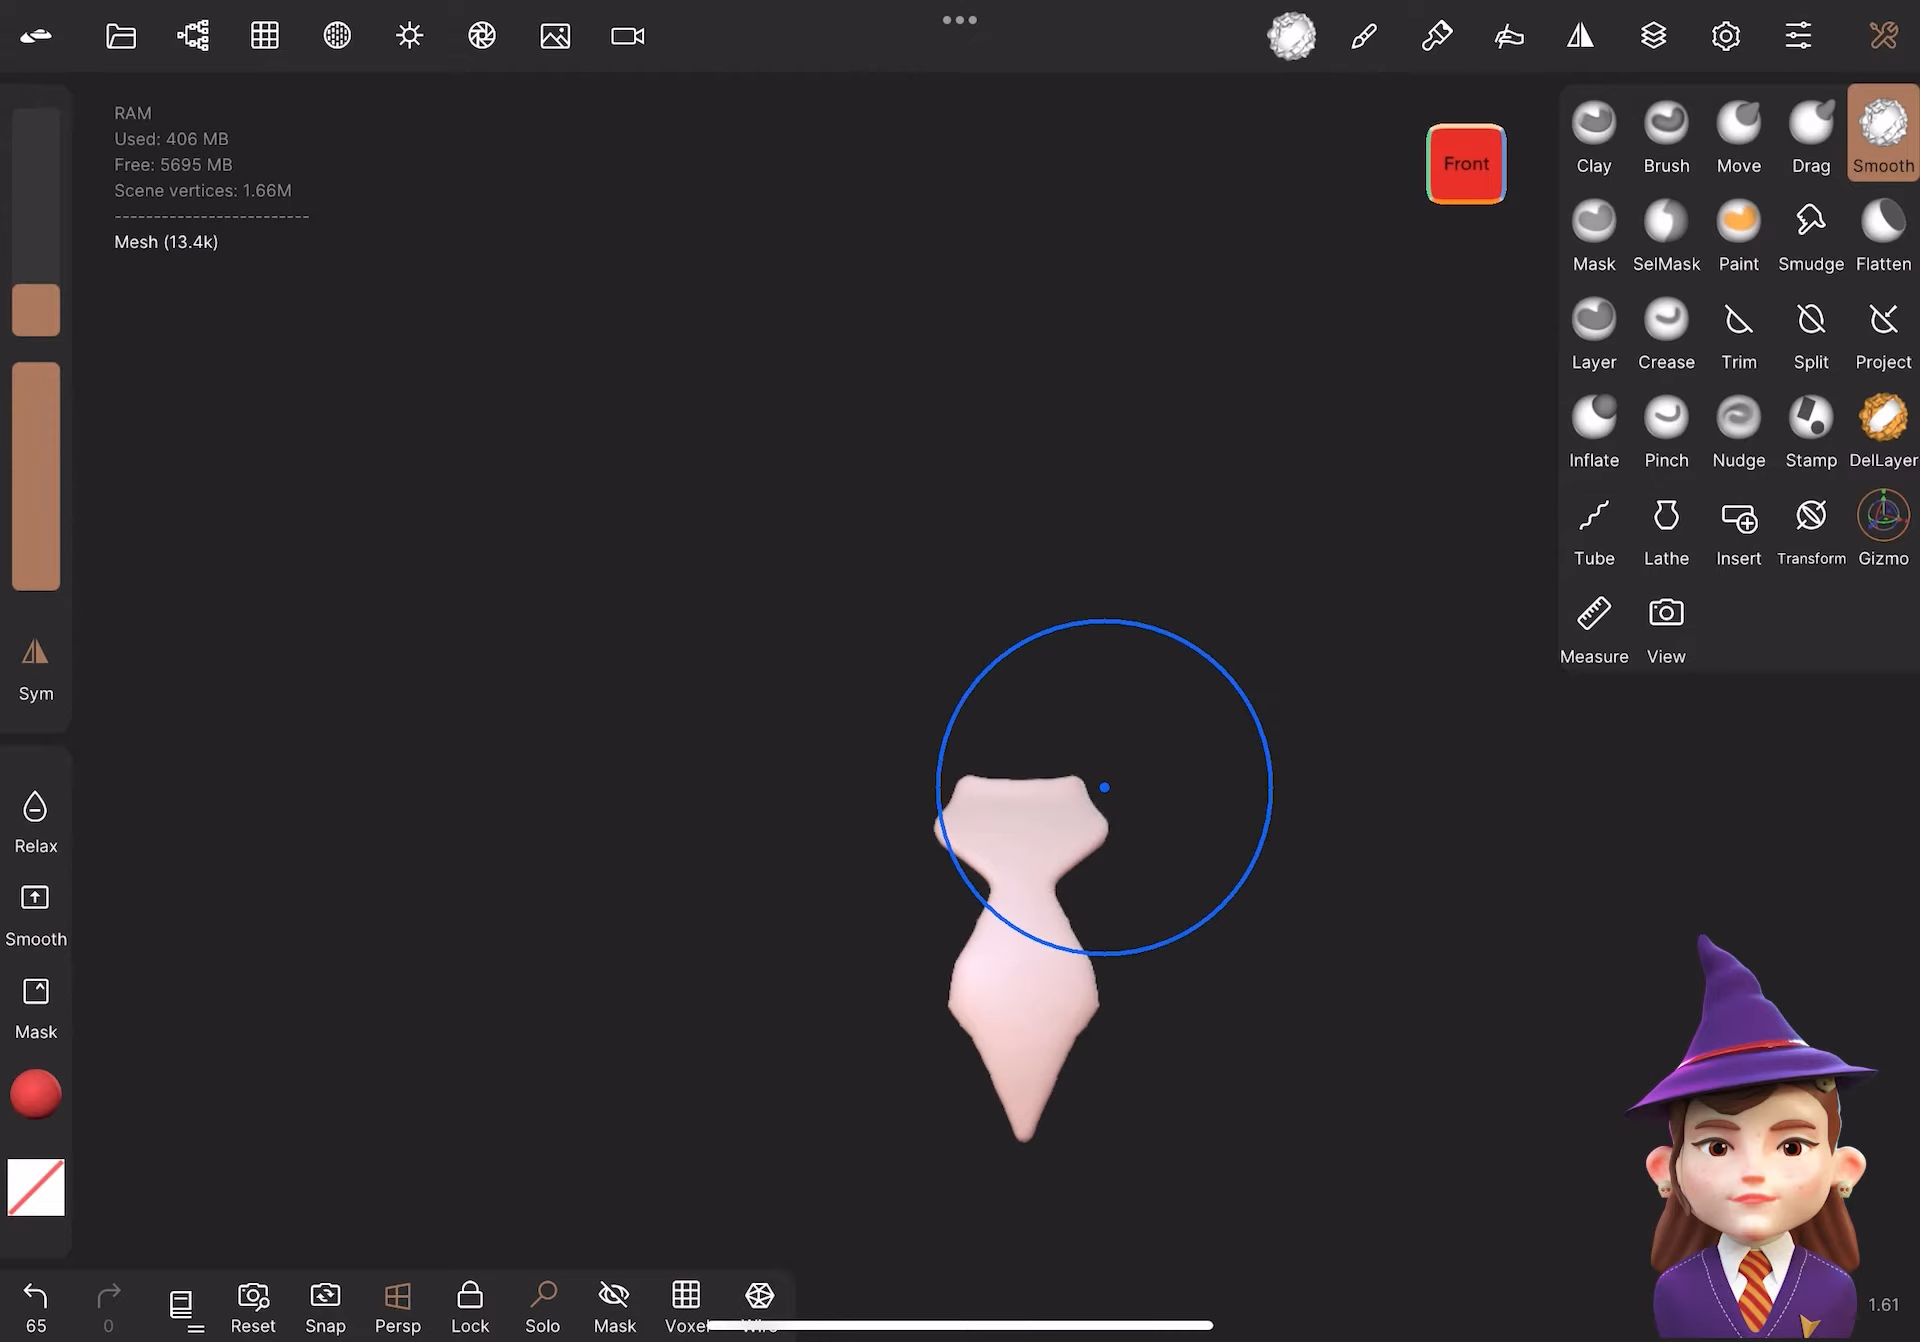 RAM
Used: 406 MB
Free: 5695 MB
Scene vertices: 1.66M
-------------------------
Mesh (13.4k)
Front
Clay Brush Move Drag Smooth
Mask SelMask Paint Smudge Flatten
Layer Crease Trim Split Project
Inflate Pinch Nudge Stamp DelLayer
Tube Lathe Insert Transform Gizmo
Measure View
Sym
Relax
Smooth
Mask
65 0 Reset Snap Persp Lock Solo Mask Voxel Wire
1.61